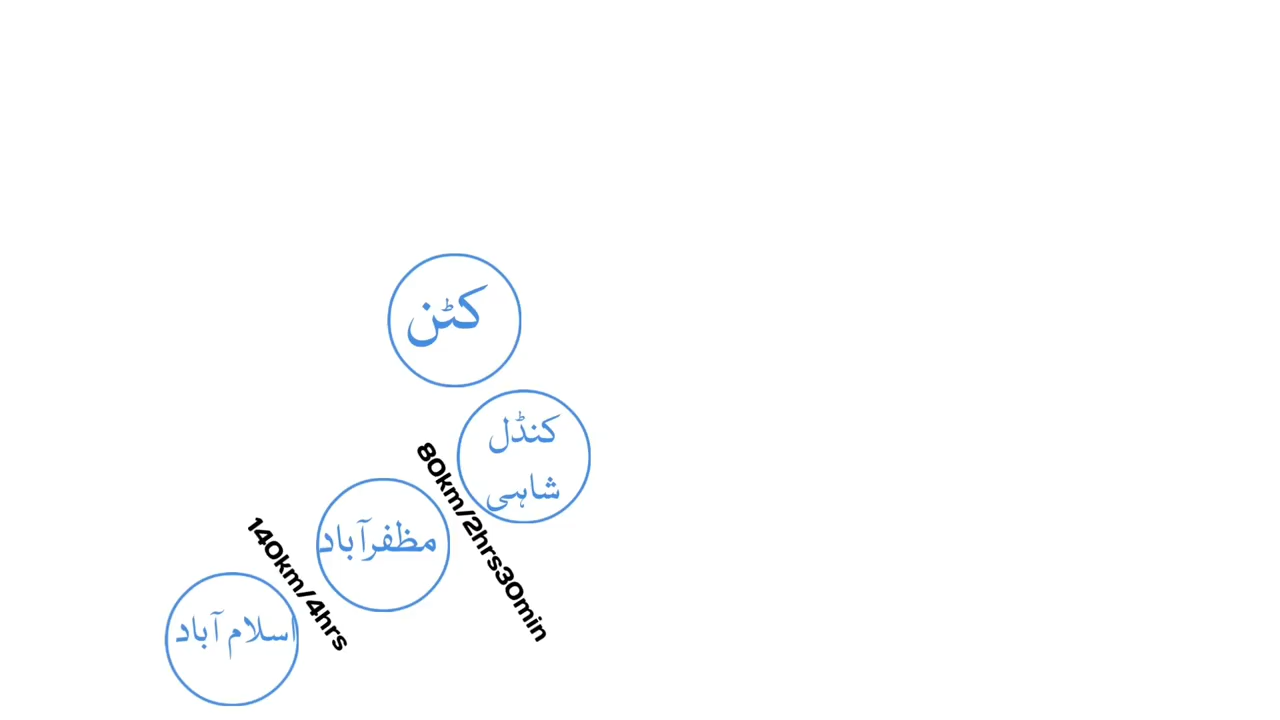 کٹن
کنڈل
شاہی
80km/2hrs30min
مظفرآباد
140km/4hrs
اسلام آباد